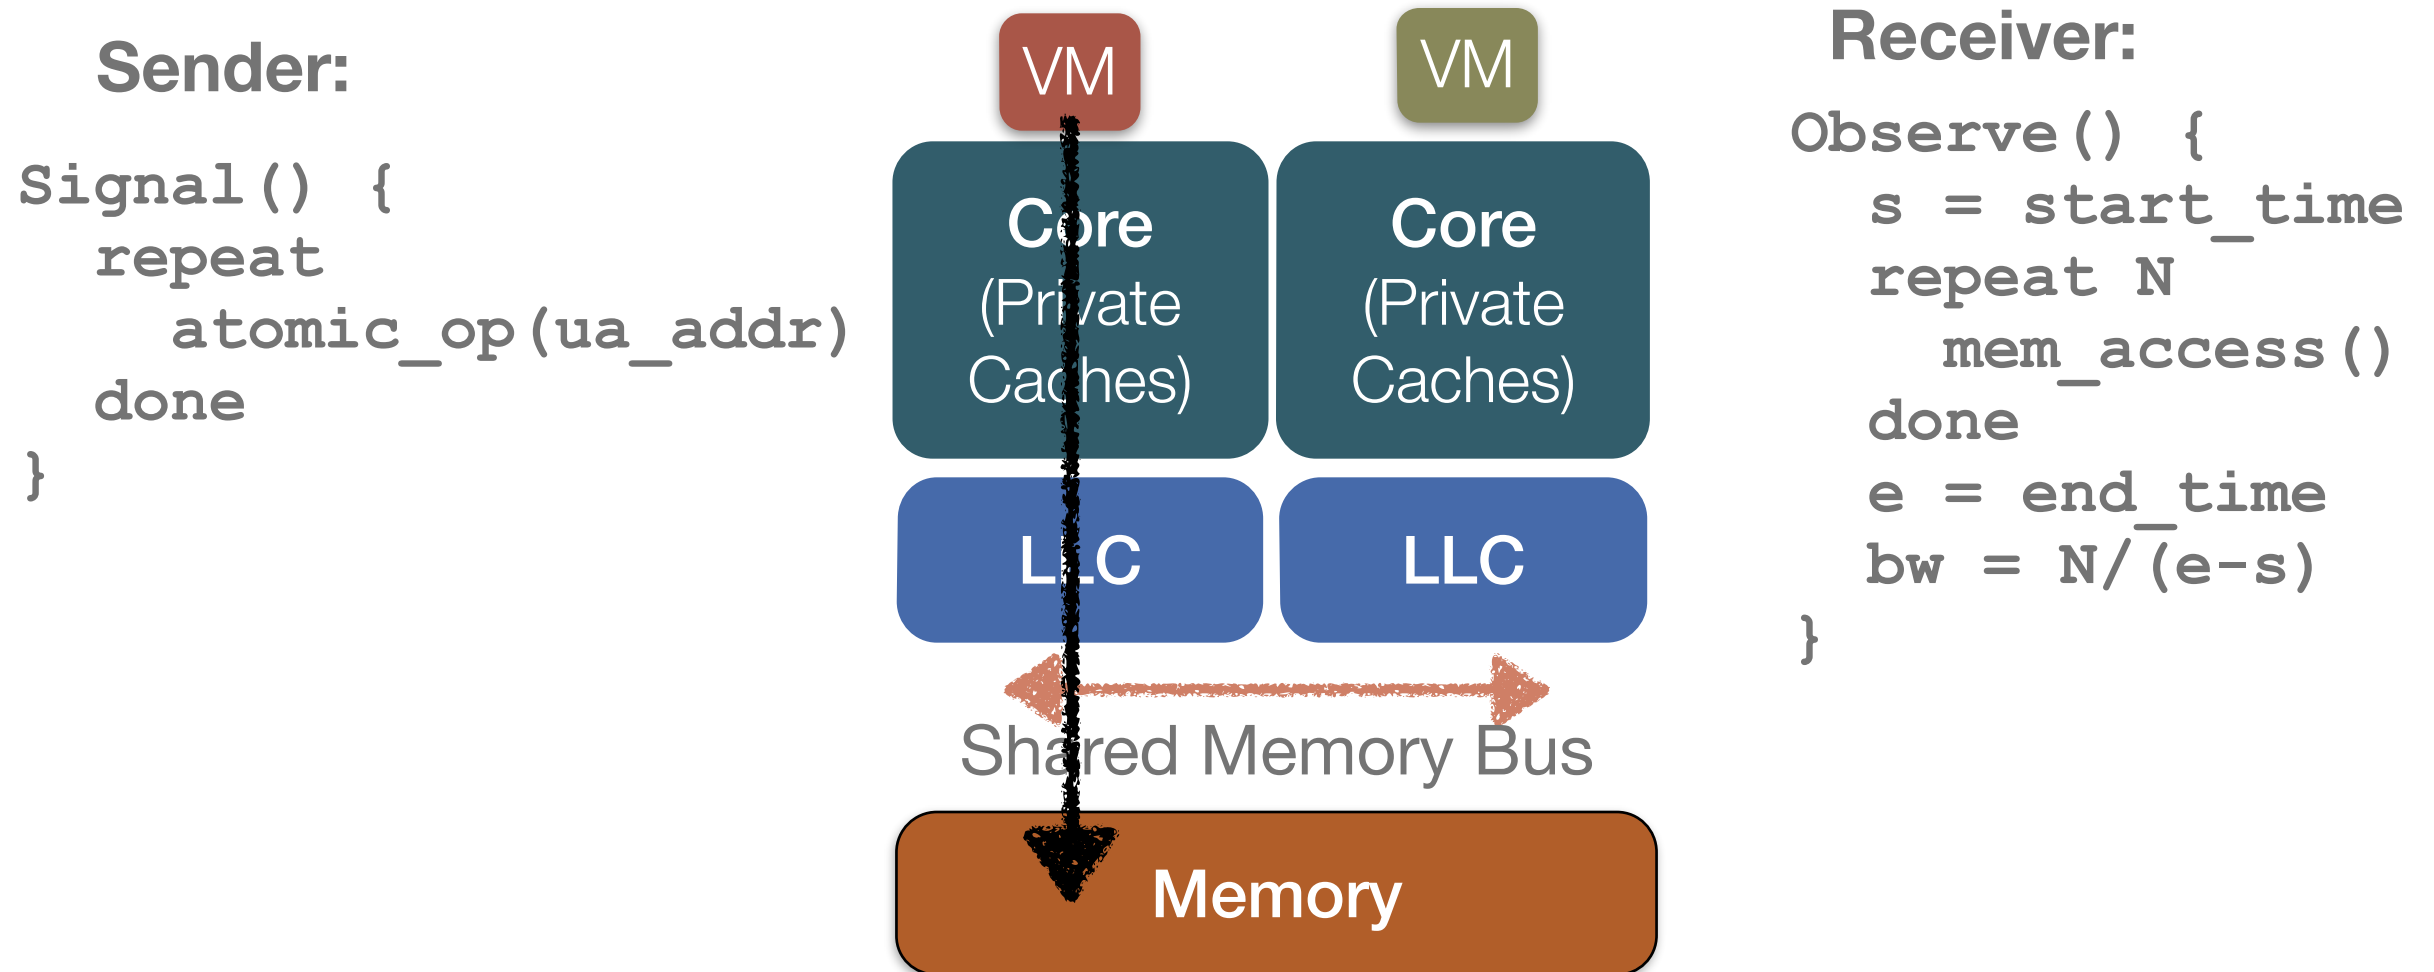 Sender:
Signal() {
repeat
atomic_op(ua_addr)
done
}
VM
VM
Core
(Private
Caches)
Core
(Private
Caches)
LLC
LLC
Shared Memory Bus
Memory
Receiver:
Observe() {
s = start_time
repeat N
mem_access()
done
e = end_time
bw = N/(e-s)
}